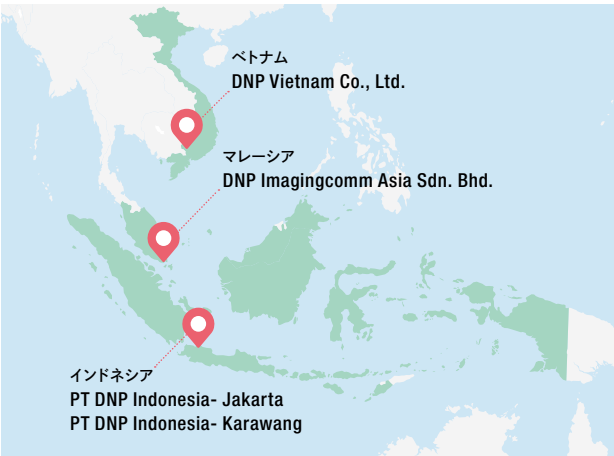 ベトナム
DNP Vietnam Co., Ltd.
マレーシア
DNP Imagingcomm Asia Sdn. Bhd.
インドネシア
PT DNP Indonesia- Jakarta
PT DNP Indonesia- Karawang